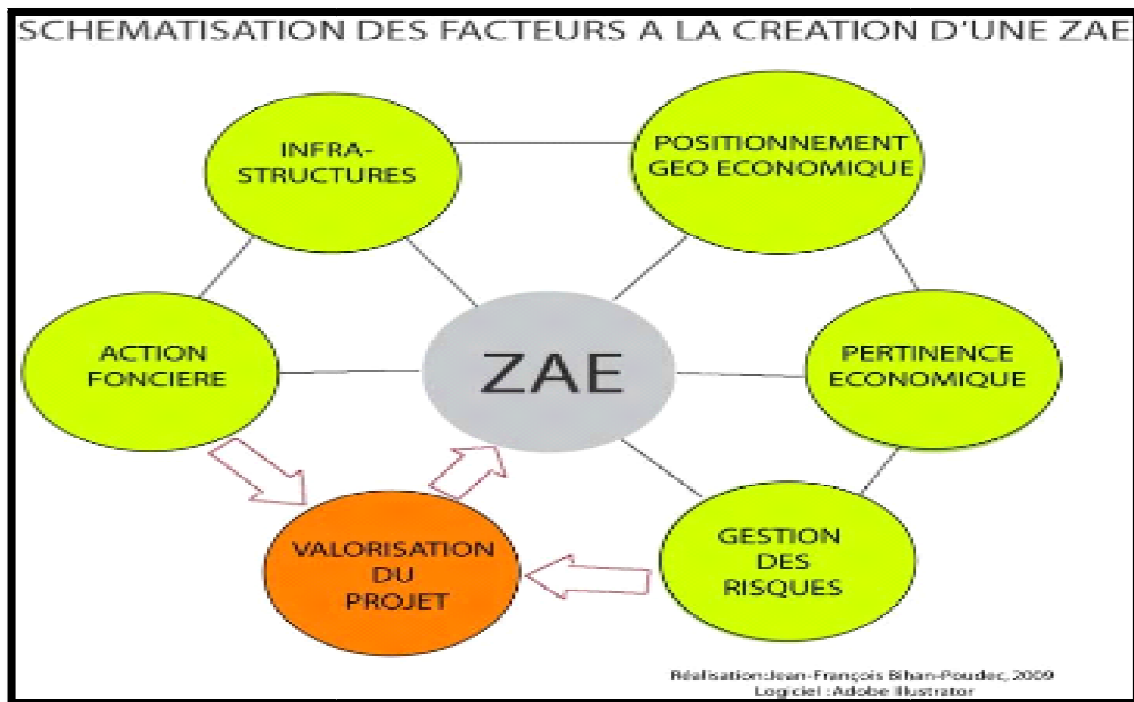 SCHEMATISATION DES FACTEURS A LA CREATION D'UNE ZAE
INFRA-
STRUCTURES
POSITIONNEMENT
GEO ECONOMIQUE
ACTION
FONCIERE
ZAE
PERTINENCE
ECONOMIQUE
VALORISATION
DU
PROJET
GESTION
DES
RISQUES
Réalisation:Jean-François Bihan-Poudec, 2009
Logiciel : Adobe Illustrator